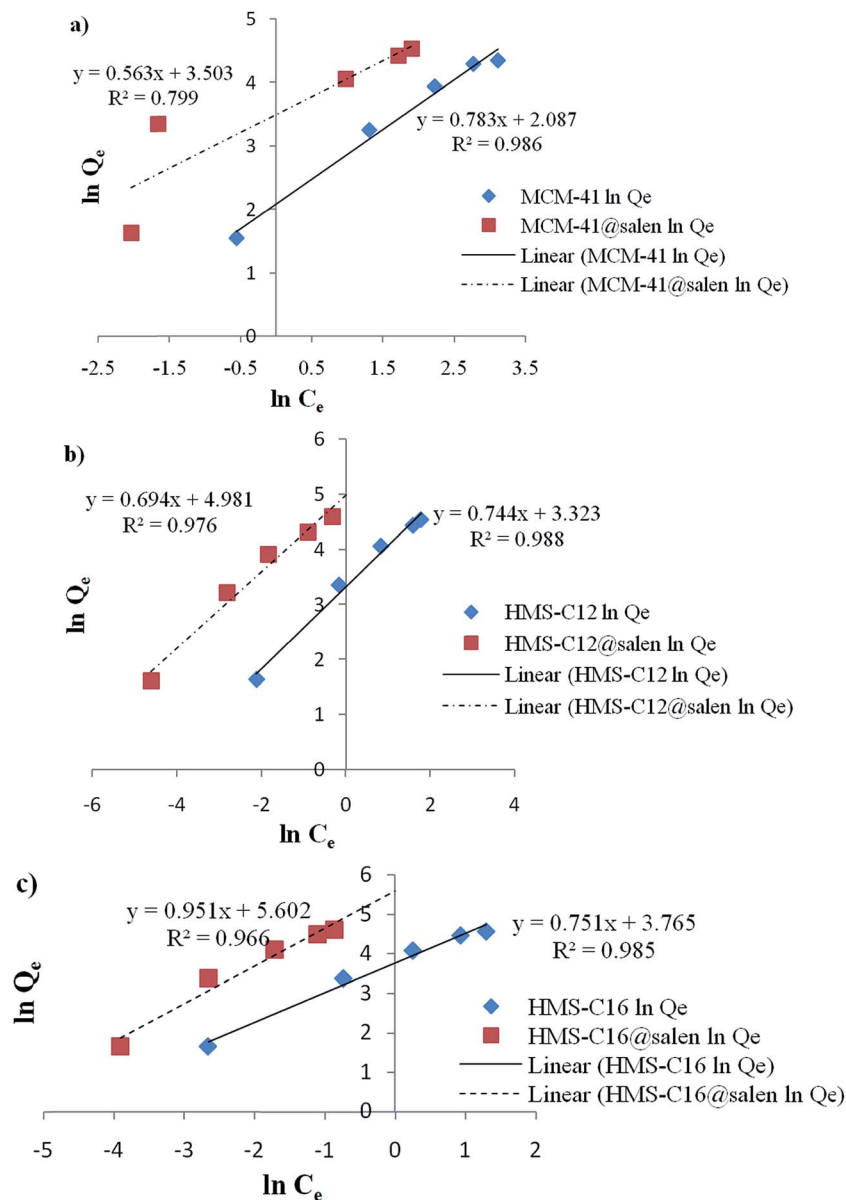 a)
5
4
3
2
1
0
y = 0.563x + 3.503
R² = 0.799
y = 0.783x + 2.087
R² = 0.986
ln Qe
MCM-41 ln Qe
MCM-41@salen ln Qe
Linear (MCM-41 ln Qe)
Linear (MCM-41@salen ln Qe)
-2.5 -1.5 -0.5 0.5 1.5 2.5 3.5
ln Ce
b)
6
5
4
3
2
1
0
y = 0.694x + 4.981
R² = 0.976
y = 0.744x + 3.323
R² = 0.988
ln Qe
HMS-C12 ln Qe
HMS-C12@salen ln Qe
Linear (HMS-C12 ln Qe)
Linear (HMS-C12@salen ln Qe)
-6 -4 -2 0 2 4
ln Ce
c)
6
5
4
3
2
1
0
y = 0.951x + 5.602
R² = 0.966
y = 0.751x + 3.765
R² = 0.985
ln Qe
HMS-C16 ln Qe
HMS-C16@salen ln Qe
Linear (HMS-C16 ln Qe)
Linear (HMS-C16@salen ln Qe)
-5 -4 -3 -2 -1 0 1 2
ln Ce